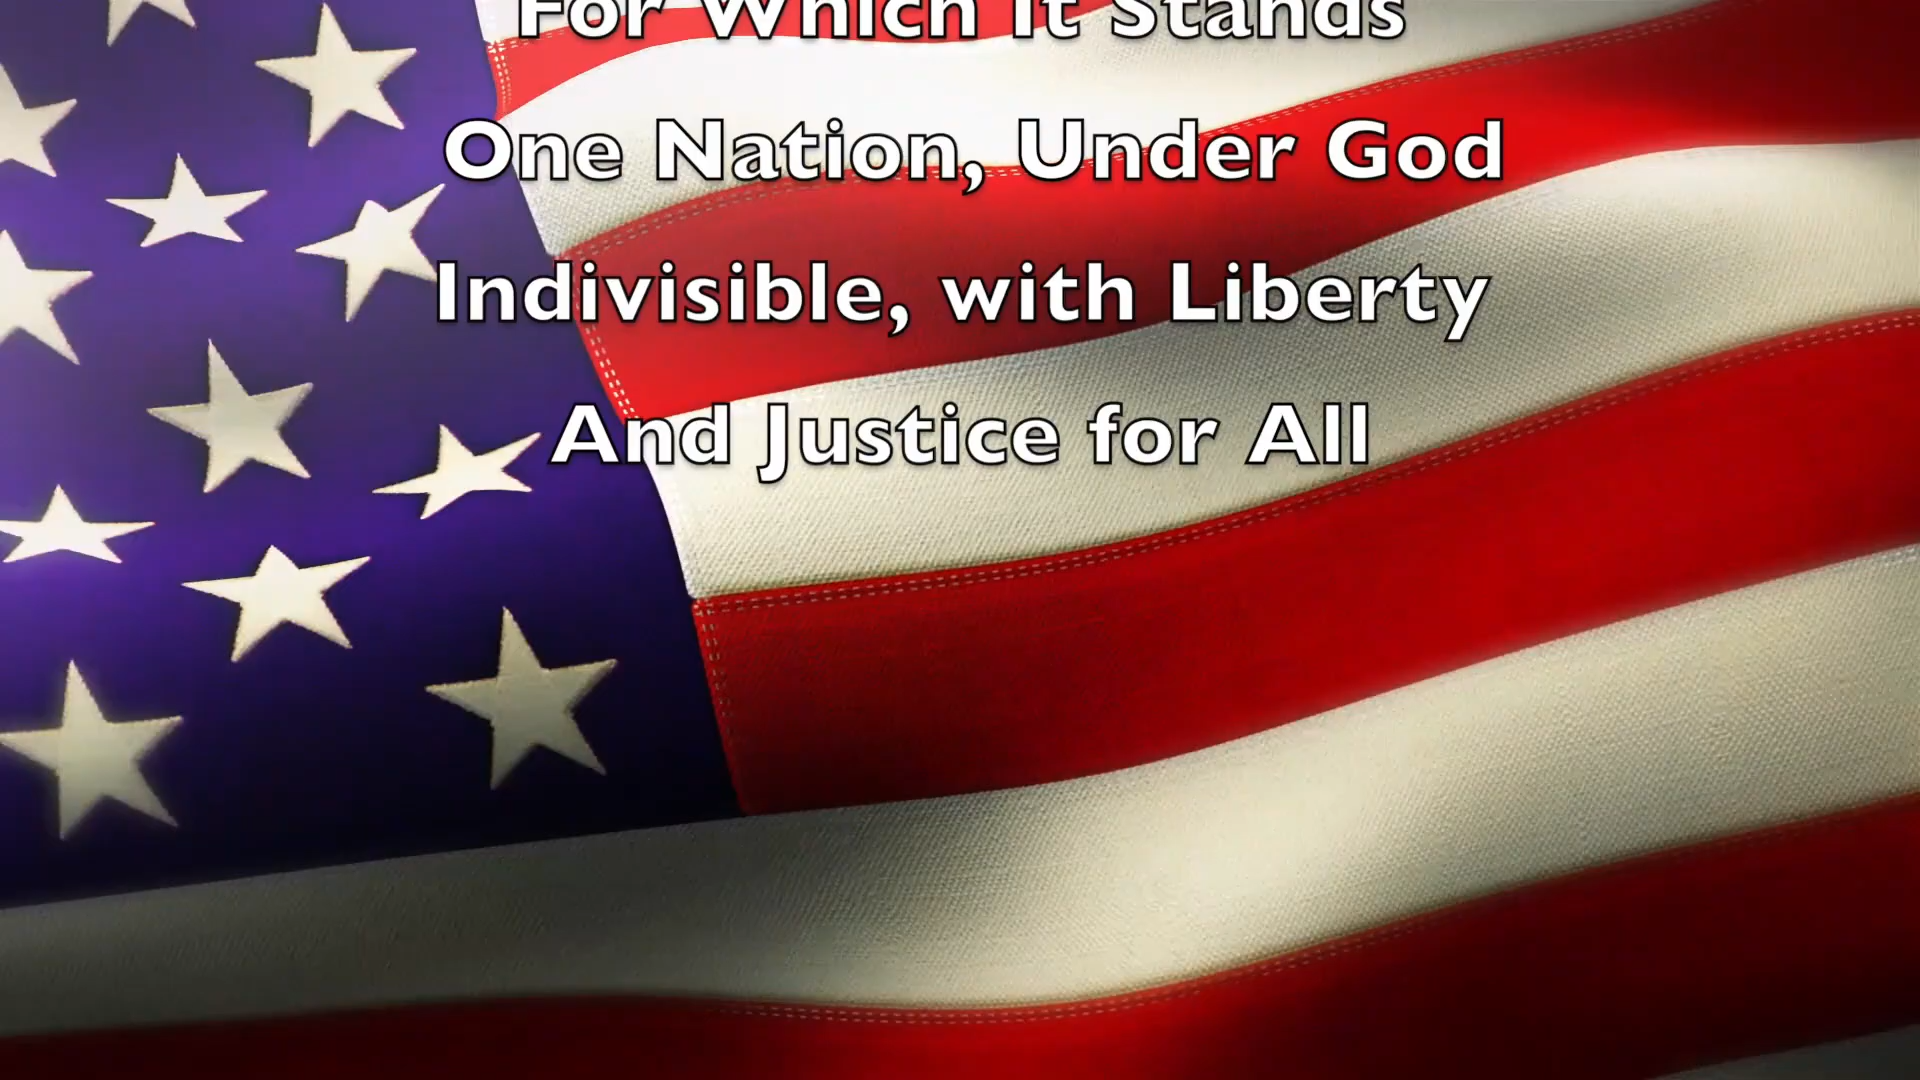 For Which It Stands
One Nation, Under God
Indivisible, with Liberty
And Justice for All